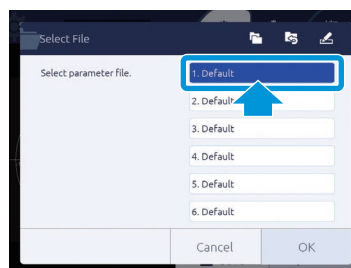 Select File
Select parameter file.
1. Default
2. Default
3. Default
4. Default
5. Default
6. Default
Cancel
OK